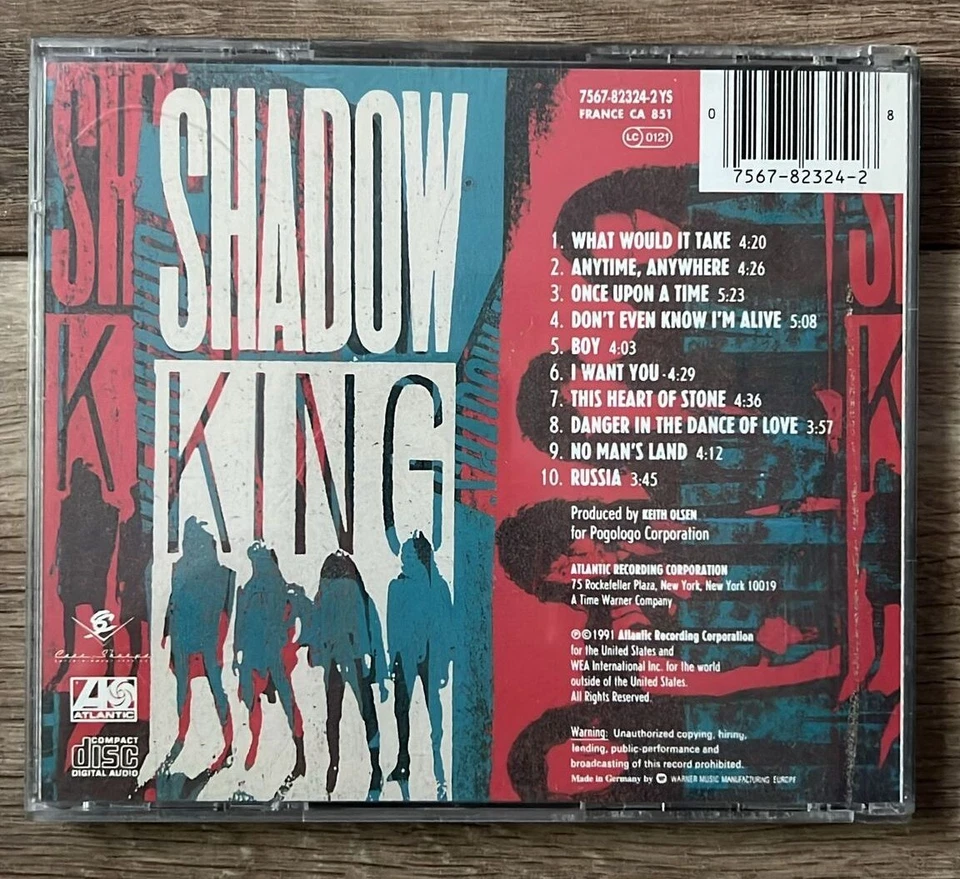 SHADOW
KING
7567-82324-2 YS
FRANCE CA 851
LC 0121
0 8
7567-82324-2
1. WHAT WOULD IT TAKE 4:20
2. ANYTIME, ANYWHERE 4:26
3. ONCE UPON A TIME 5:23
4. DON'T EVEN KNOW I'M ALIVE 5:08
5. BOY 4:03
6. I WANT YOU - 4:29
7. THIS HEART OF STONE 4:36
8. DANGER IN THE DANCE OF LOVE 3:57
9. NO MAN'S LAND 4:12
10. RUSSIA 3:45
Produced by KEITH OLSEN
for Pogologo Corporation
ATLANTIC RECORDING CORPORATION
75 Rockefeller Plaza, New York, New York 10019
A Time Warner Company
℗©1991 Atlantic Recording Corporation
for the United States and
WEA International Inc. for the world
outside of the United States.
All Rights Reserved.
Warning: Unauthorized copying, hiring,
lending, public performance and
broadcasting of this record prohibited.
Made in Germany by WARNER MUSIC MANUFACTURING EUROPE
SH
K
SI
K
ATLANTIC
COMPACT
disc
DIGITAL AUDIO